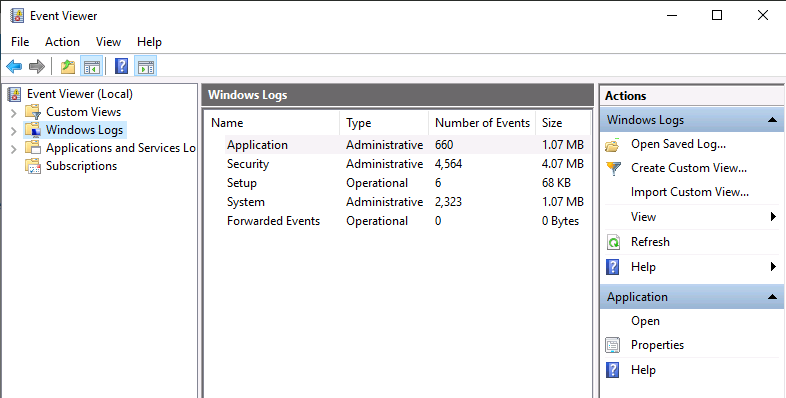 Event Viewer
File Action View Help
Event Viewer (Local)
Custom Views
Windows Logs
Applications and Services Lo
Subscriptions
Windows Logs
Name Type Number of Events Size
Application Administrative 660 1.07 MB
Security Administrative 4,564 4.07 MB
Setup Operational 6 68 KB
System Administrative 2,323 1.07 MB
Forwarded Events Operational 0 0 Bytes
Actions
Windows Logs
Open Saved Log...
Create Custom View...
Import Custom View...
View
Refresh
Help
Application
Open
Properties
Help